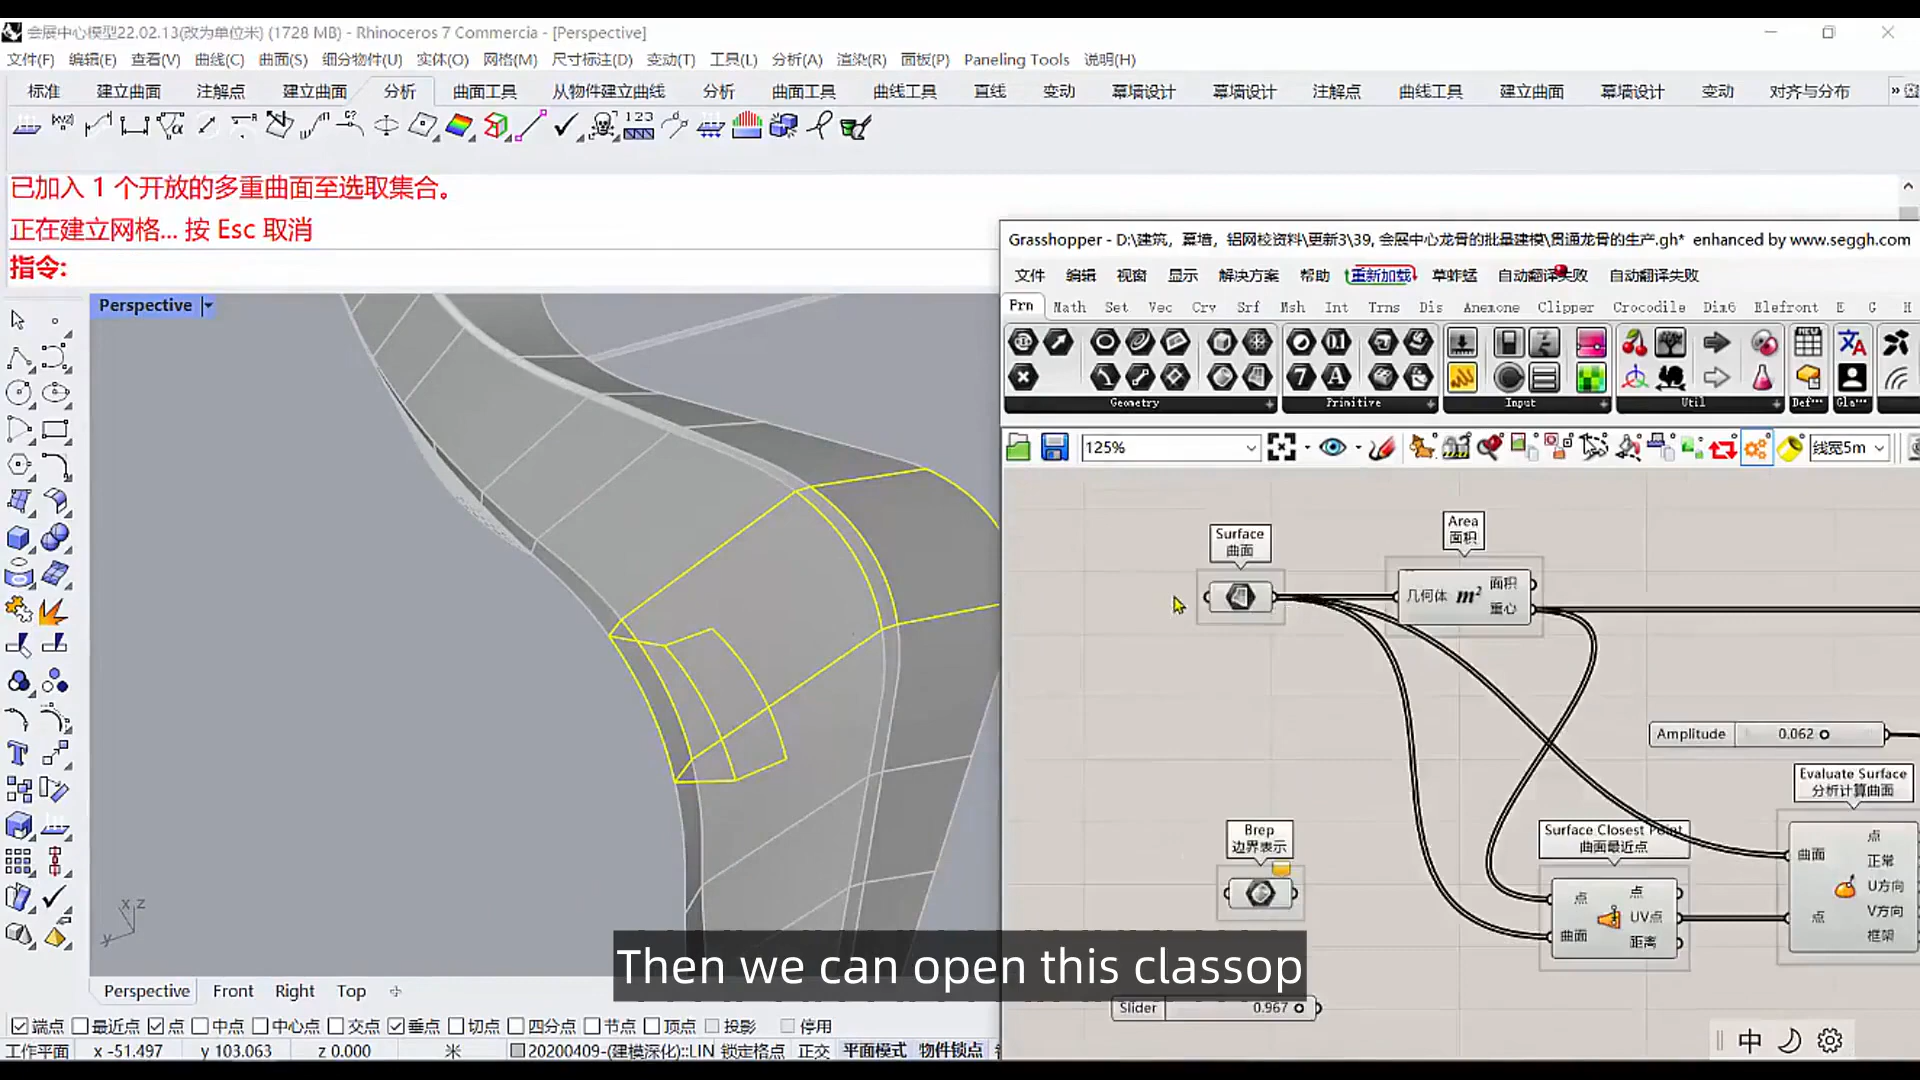 会展中心模型22.02.13(改为单位米) (1728 MB) - Rhinoceros 7 Commercia - [Perspective]
文件(F) 编辑(E) 查看(V) 曲线(C) 曲面(S) 细分物件(U) 实体(O) 网格(M) 尺寸标注(D) 变动(T) 工具(L) 分析(A) 渲染(R) 面板(P) Paneling Tools 说明(H)
标准 建立曲面 注解点 建立曲面 分析 曲面工具 从物件建立曲线 分析 曲面工具 曲线工具 直线 变动 幕墙设计 幕墙设计 注解点 曲线工具 建立曲面 幕墙设计 变动 对齐与分布
已加入 1 个开放的多重曲面至选取集合。
正在建立网格... 按 Esc 取消
指令:
Grasshopper - D:\建筑，幕墙，铝网校资料\更新3\39, 会展中心龙骨的批量建模\贯通龙骨的生产.gh* enhanced by www.seggh.com
文件 编辑 视窗 显示 解决方案 帮助 重新加载 草蚱蜢 自动翻译失败 自动翻译失败
Perspective
Prm Math Set Vec Crv Srf Msh Int Trns Dis Anemone Clipper Crocodile Dim6 Elefront E G H
Geometry Primitive Input Util Def... Gla...
125%
线宽5m
Surface
曲面
Area
面积
几何体 m² 面积
重心
Amplitude 0.062
Evaluate Surface
分析计算曲面
Brep
边界表示
Surface Closest Point
曲面最近点
曲面 点
点
正常
U方向
V方向
框架
点 点
曲面 UV点
距离
Then we can open this classop
Slider 0.967
Perspective Front Right Top
端点 最近点 点 中点 中心点 交点 垂点 切点 四分点 节点 顶点 投影 停用
工作平面 x -51.497 y 103.063 z 0.000 米 20200409-(建模深化)::LIN 锁定格点 正交 平面模式 物件锁点
中